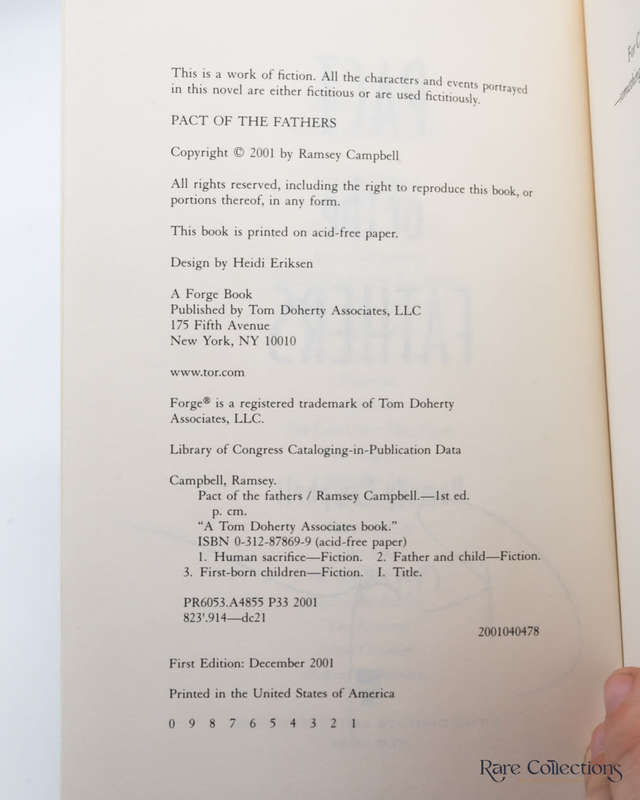 This is a work of fiction. All the characters and events portrayed
in this novel are either fictitious or are used fictitiously.
PACT OF THE FATHERS
Copyright © 2001 by Ramsey Campbell
All rights reserved, including the right to reproduce this book, or
portions thereof, in any form.
This book is printed on acid-free paper.
Design by Heidi Eriksen
A Forge Book
Published by Tom Doherty Associates, LLC
175 Fifth Avenue
New York, NY 10010
www.tor.com
Forge® is a registered trademark of Tom Doherty
Associates, LLC.
Library of Congress Cataloging-in-Publication Data
Campbell, Ramsey.
Pact of the fathers / Ramsey Campbell.—1st ed.
p. cm.
“A Tom Doherty Associates book.”
ISBN 0-312-87869-9 (acid-free paper)
1. Human sacrifice—Fiction. 2. Father and child—Fiction.
3. First-born children—Fiction. I. Title.
PR6053.A4855 P33 2001
823'.914—dc21
2001040478
First Edition: December 2001
Printed in the United States of America
0 9 8 7 6 5 4 3 2 1
Rare Collections